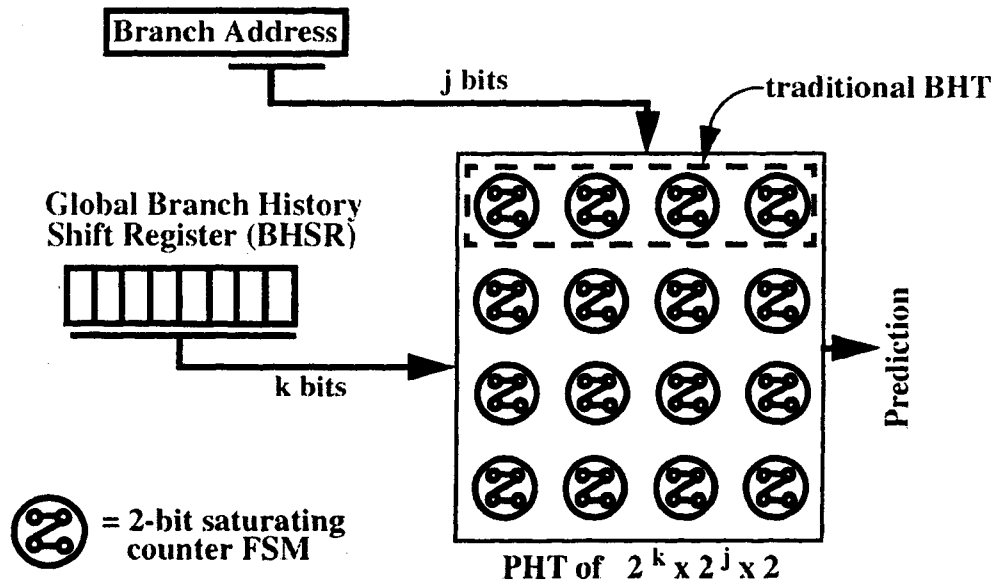 Branch Address
j bits
traditional BHT
Global Branch History
Shift Register (BHSR)
k bits
Prediction
= 2-bit saturating
counter FSM
PHT of 2^k x 2^j x 2